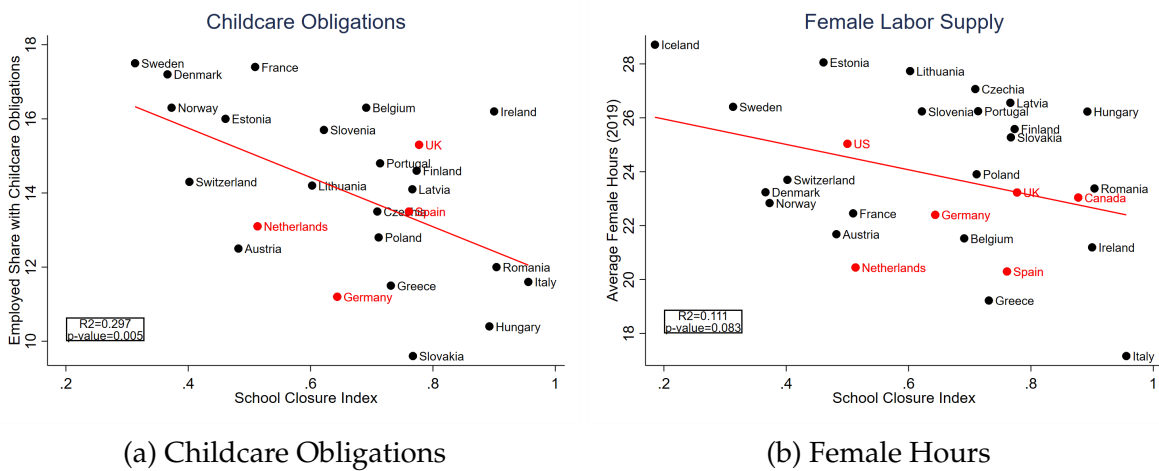 Childcare Obligations
Employed Share with Childcare Obligations
18
16
14
12
10
Sweden
France
Denmark
Norway
Belgium
Ireland
Estonia
Slovenia
UK
Portugal
Finland
Switzerland
Lithuania
Latvia
Czechia
Spain
Netherlands
Poland
Austria
Romania
Greece
Italy
Germany
Hungary
Slovakia
R2=0.297
p-value=0.005
.2 .4 .6 .8 1
School Closure Index
(a) Childcare Obligations
Female Labor Supply
Average Female Hours (2019)
28
26
24
22
20
18
Iceland
Estonia
Lithuania
Czechia
Latvia
Sweden
Slovenia
Portugal
Hungary
Finland
Slovakia
US
Poland
Switzerland
Denmark
UK
Romania
Canada
Norway
France
Germany
Austria
Belgium
Ireland
Netherlands
Spain
Greece
Italy
R2=0.111
p-value=0.083
.2 .4 .6 .8 1
School Closure Index
(b) Female Hours